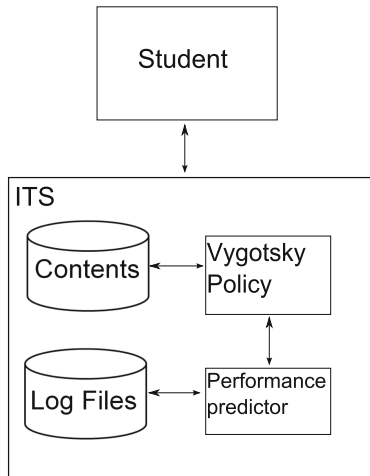 Student
ITS
Contents
Vygotsky
Policy
Log Files
Performance
predictor